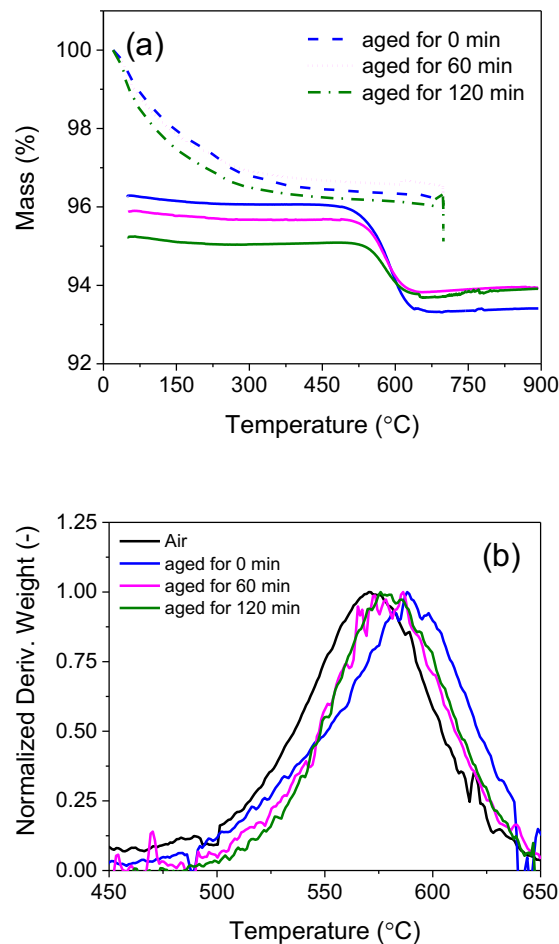 (a)
aged for 0 min
aged for 60 min
aged for 120 min
100
98
96
94
92
Mass (%)
0 150 300 450 600 750 900
Temperature (°C)
(b)
Air
aged for 0 min
aged for 60 min
aged for 120 min
1.25
1.00
0.75
0.50
0.25
0.00
Normalized Deriv. Weight (-)
450 500 550 600 650
Temperature (°C)